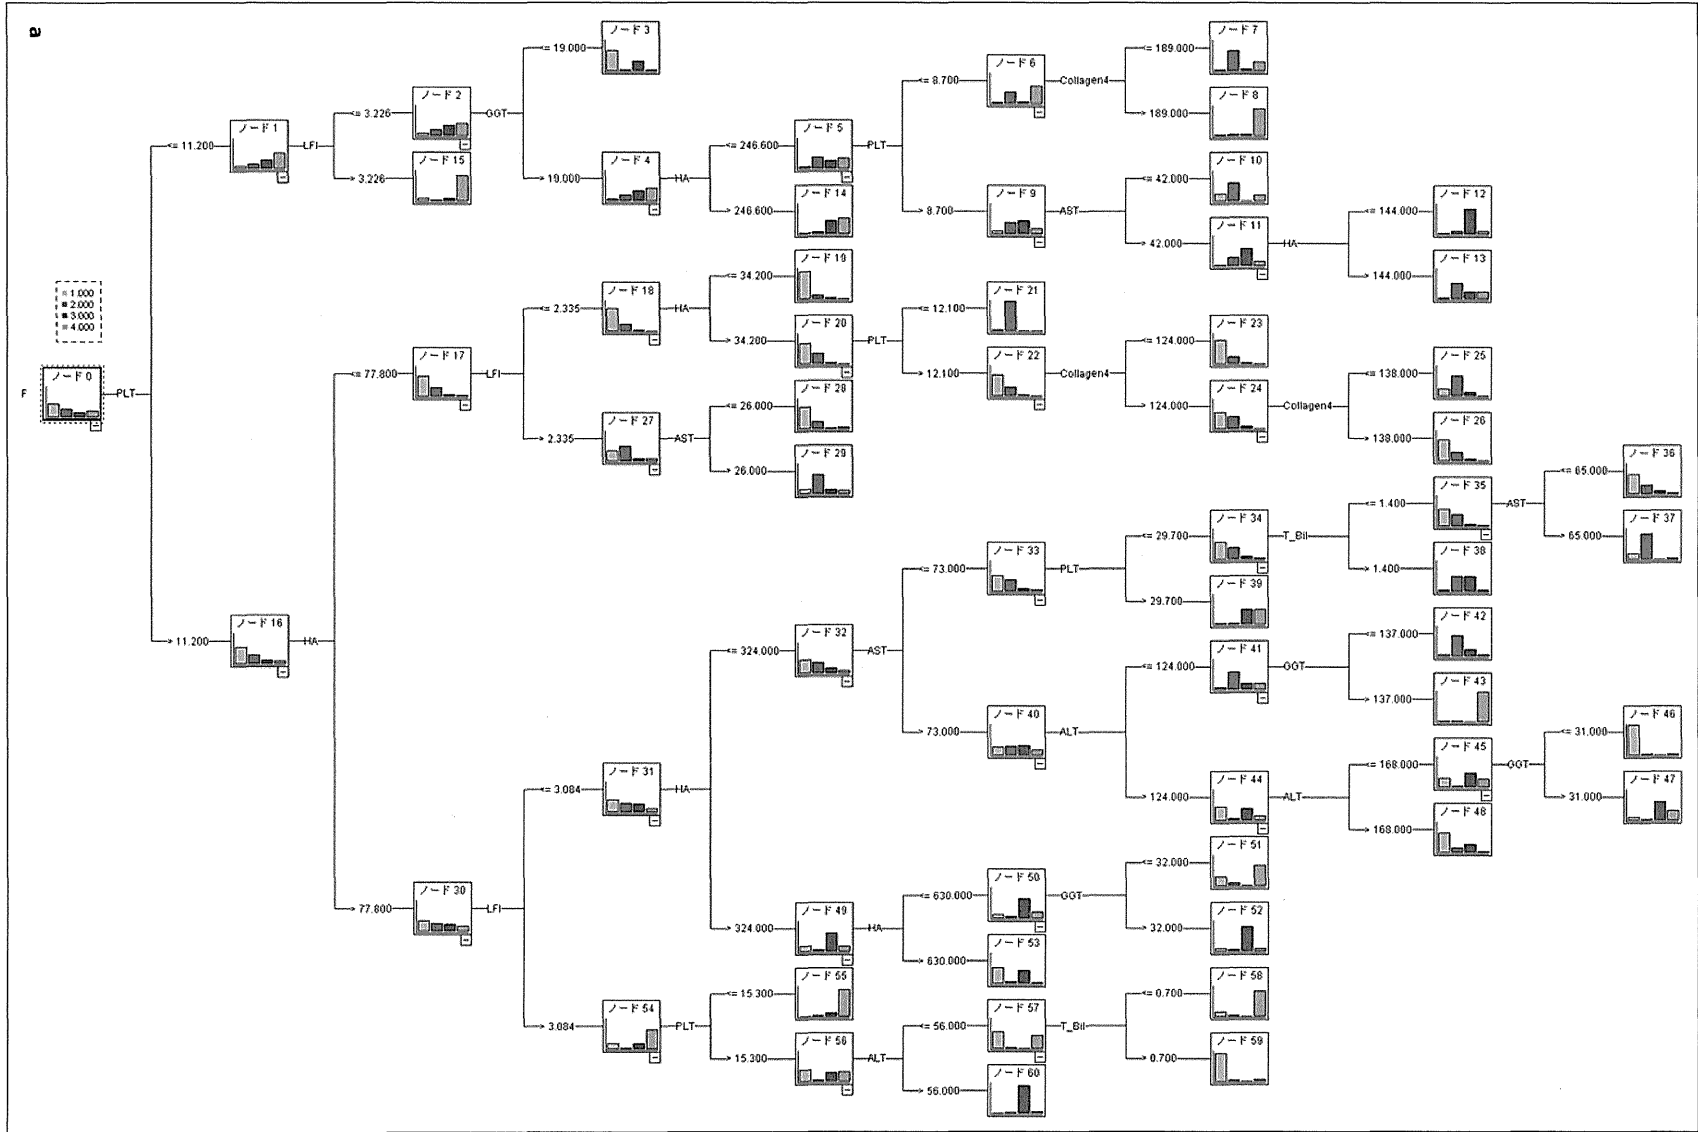 a
ノード 3
<= 19.000
ノード 7
<= 189.000
ノード 6
<= 8.700
Collagen4
ノード 2
<= 3.226
GGT
ノード 8
> 189.000
ノード 1
<= 11.200
LFI
ノード 5
<= 246.600
PLT
ノード 15
> 3.226
ノード 4
> 19.000
HA
ノード 10
<= 42.000
ノード 14
> 246.600
ノード 9
> 8.700
AST
ノード 12
<= 144.000
ノード 11
> 42.000
HA
ノード 13
> 144.000
ノード 19
<= 34.200
1.000
2.000
3.000
4.000
ノード 18
<= 2.335
HA
ノード 21
<= 12.100
ノード 20
> 34.200
PLT
ノード 23
<= 124.000
ノード 17
<= 77.800
LFI
ノード 22
> 12.100
Collagen4
ノード 25
<= 138.000
F
ノード 0
PLT
ノード 28
<= 26.000
ノード 24
> 124.000
Collagen4
ノード 27
> 2.335
AST
ノード 26
> 138.000
ノード 29
> 26.000
ノード 36
<= 65.000
ノード 35
<= 1.400
AST
ノード 34
<= 29.700
T_Bil
ノード 37
> 65.000
ノード 33
<= 73.000
PLT
ノード 38
> 1.400
ノード 39
> 29.700
ノード 16
> 11.200
HA
ノード 32
<= 324.000
AST
ノード 42
<= 137.000
ノード 41
<= 124.000
GGT
ノード 43
> 137.000
ノード 40
> 73.000
ALT
ノード 46
<= 31.000
ノード 45
<= 168.000
GGT
ノード 31
<= 3.084
HA
ノード 44
> 124.000
ALT
ノード 47
> 31.000
ノード 48
> 168.000
ノード 51
<= 32.000
ノード 50
<= 630.000
GGT
ノード 30
> 77.800
LFI
ノード 49
> 324.000
HA
ノード 52
> 32.000
ノード 53
> 630.000
ノード 55
<= 15.300
ノード 58
<= 0.700
ノード 54
> 3.084
PLT
ノード 57
<= 56.000
T_Bil
ノード 56
> 15.300
ALT
ノード 59
> 0.700
ノード 60
> 56.000